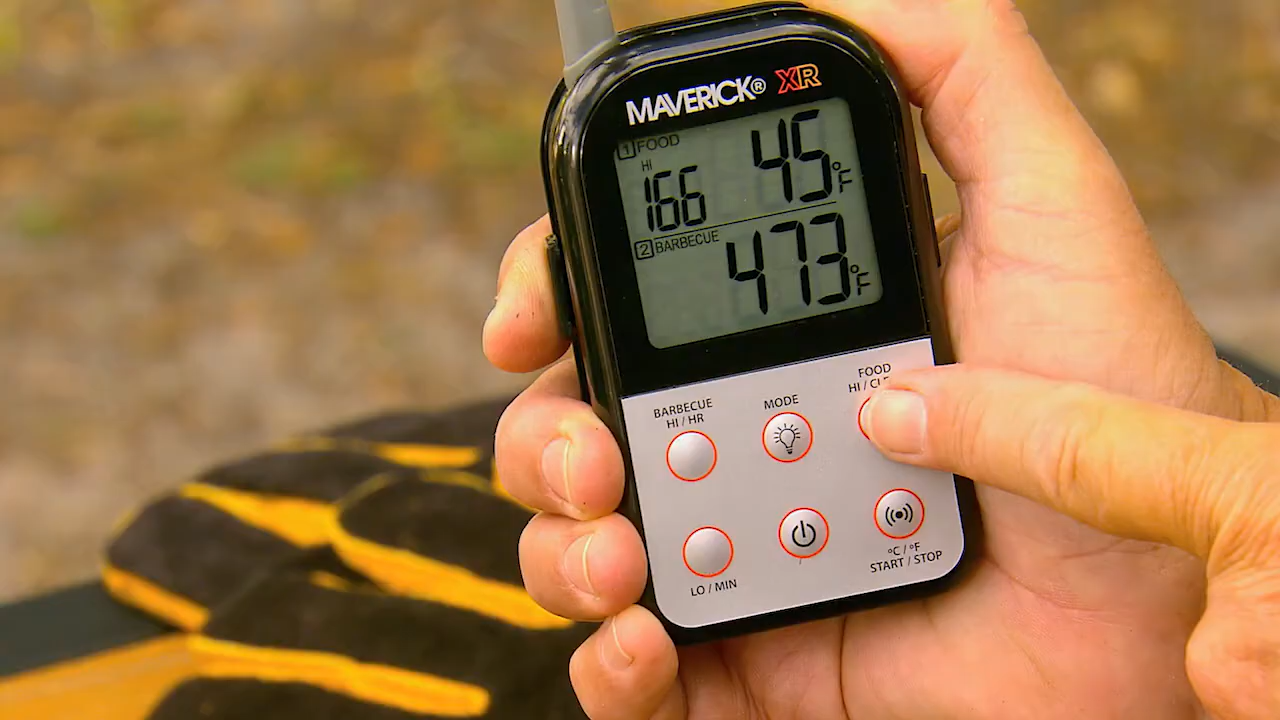 MAVERICK® XR
1 FOOD
HI
166 45°F
2 BARBECUE
473°F
FOOD
HI /
BARBECUE
HI / HR
MODE
LO / MIN
°C / °F
START / STOP